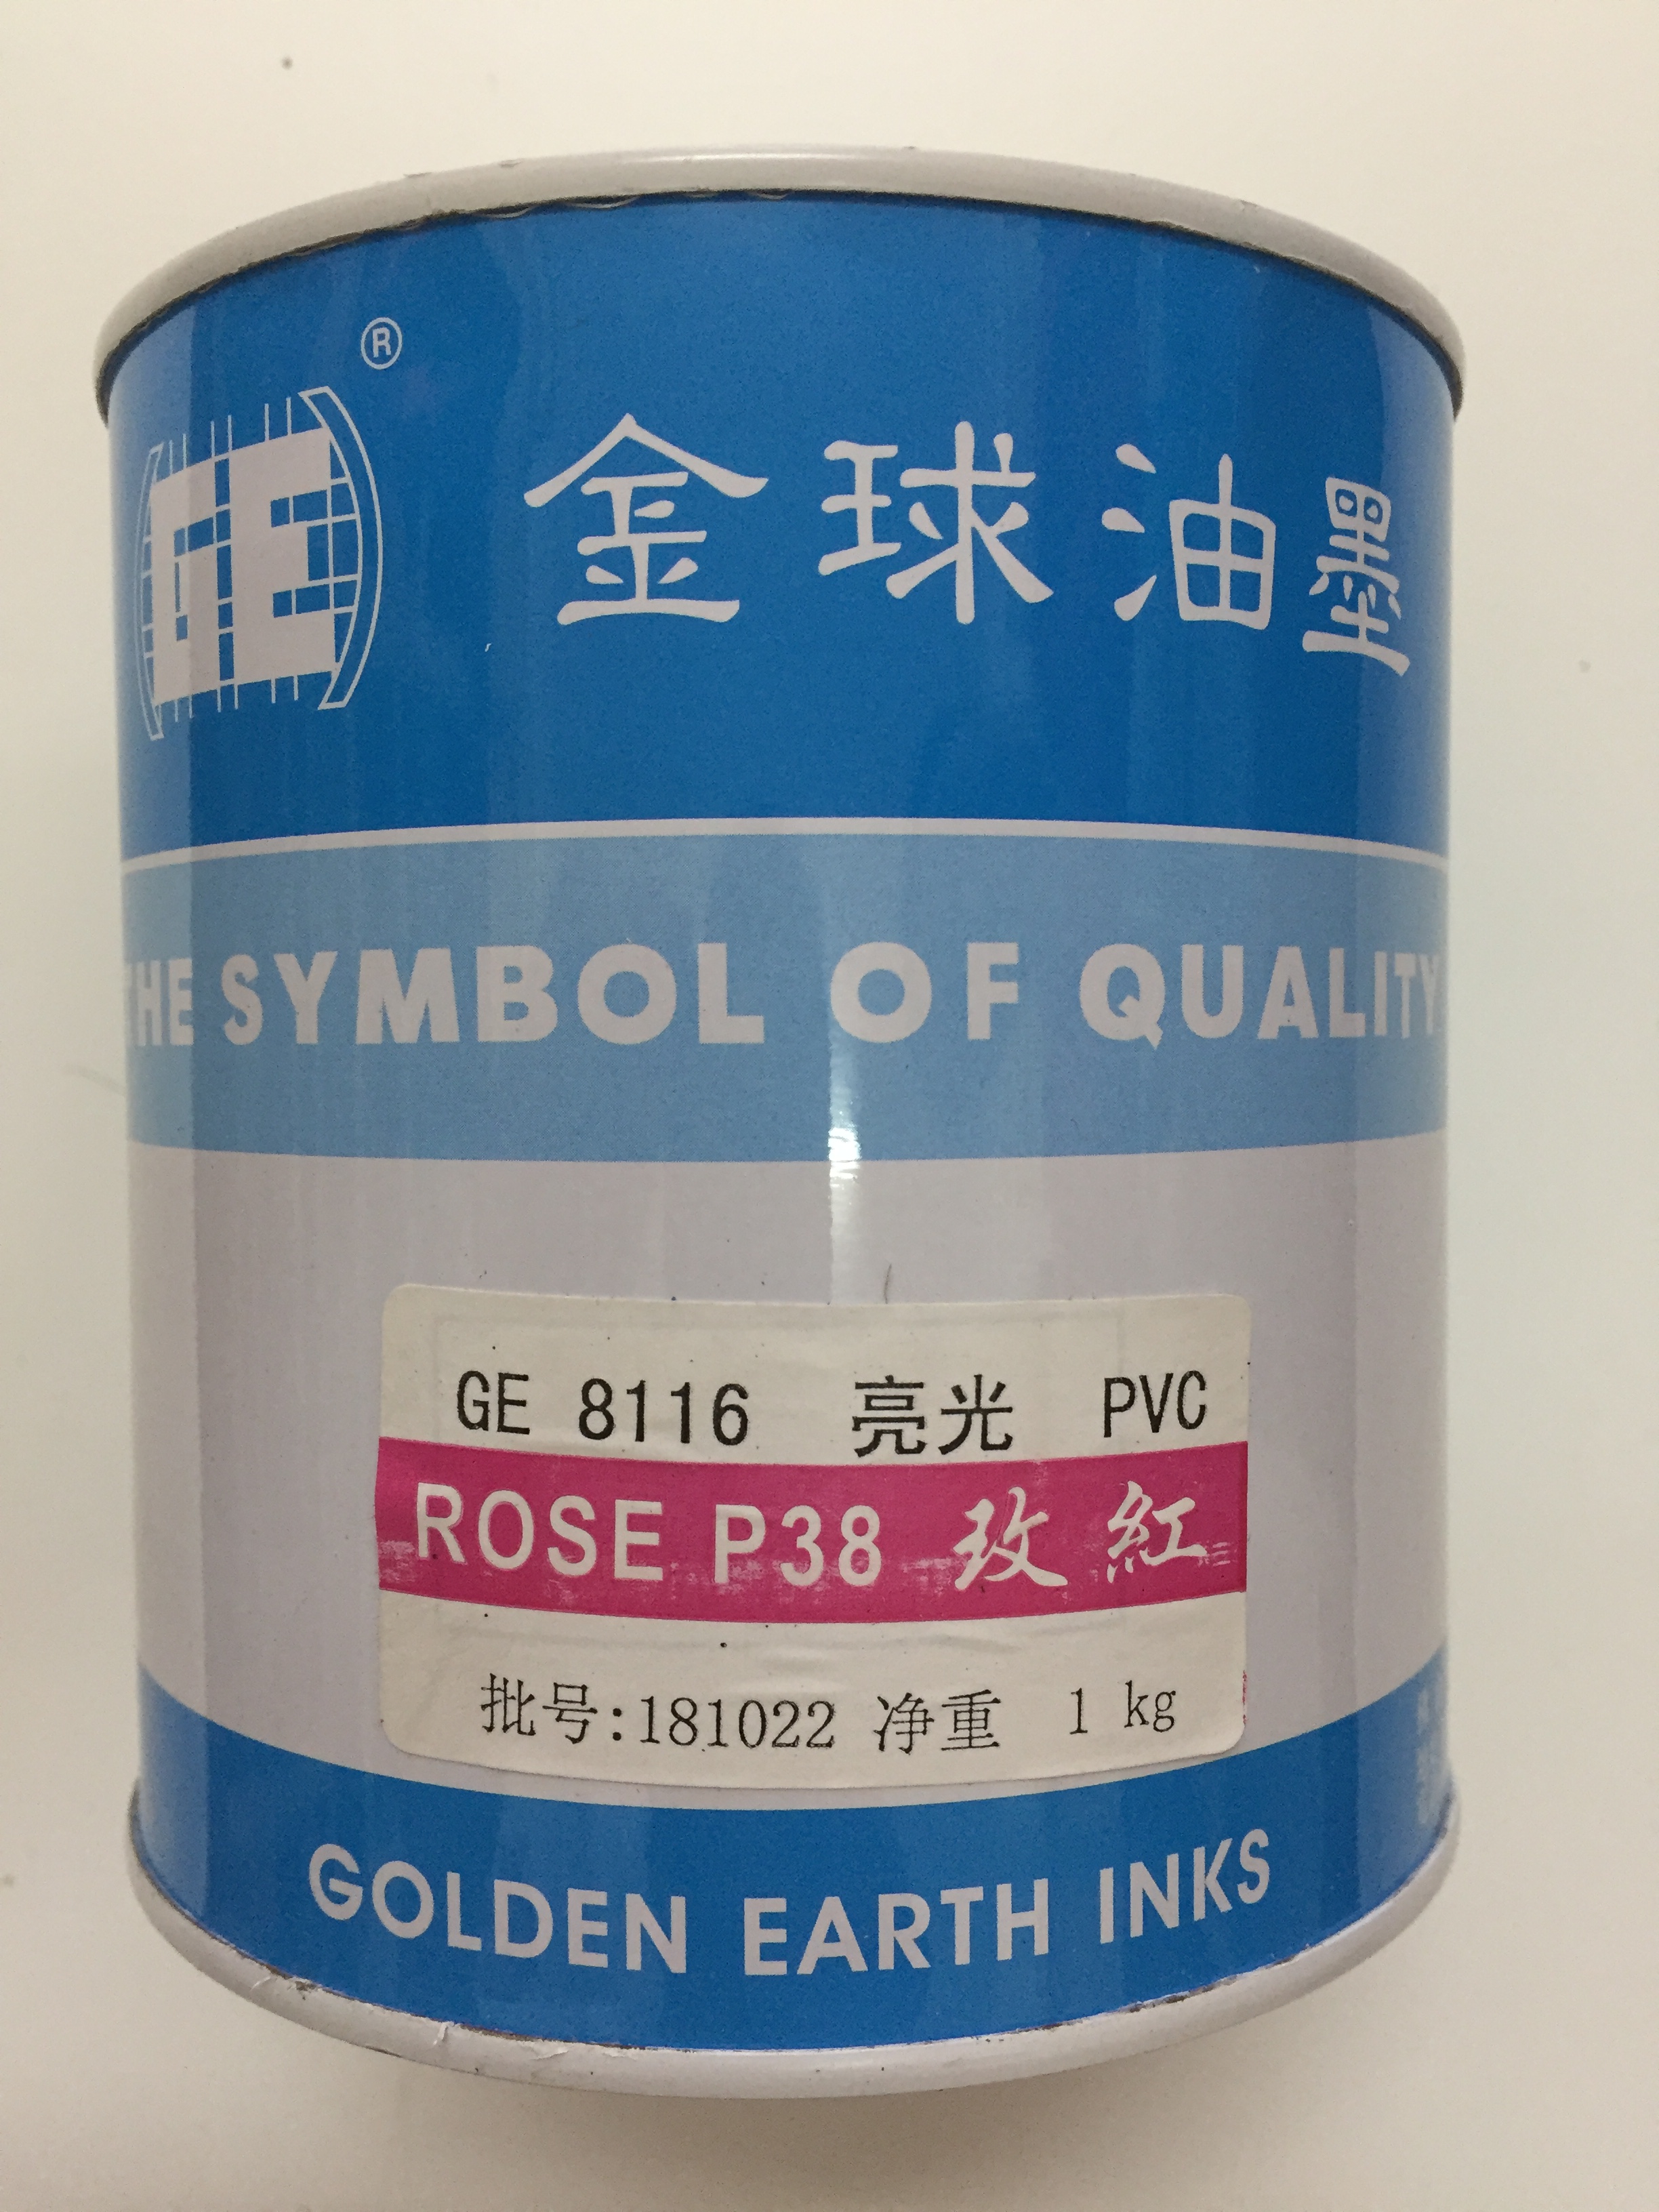 GE ®
金球油墨
THE SYMBOL OF QUALITY
GE 8116 亮光 PVC
ROSE P38 玫紅
批号:181022 净重 1 kg
GOLDEN EARTH INKS